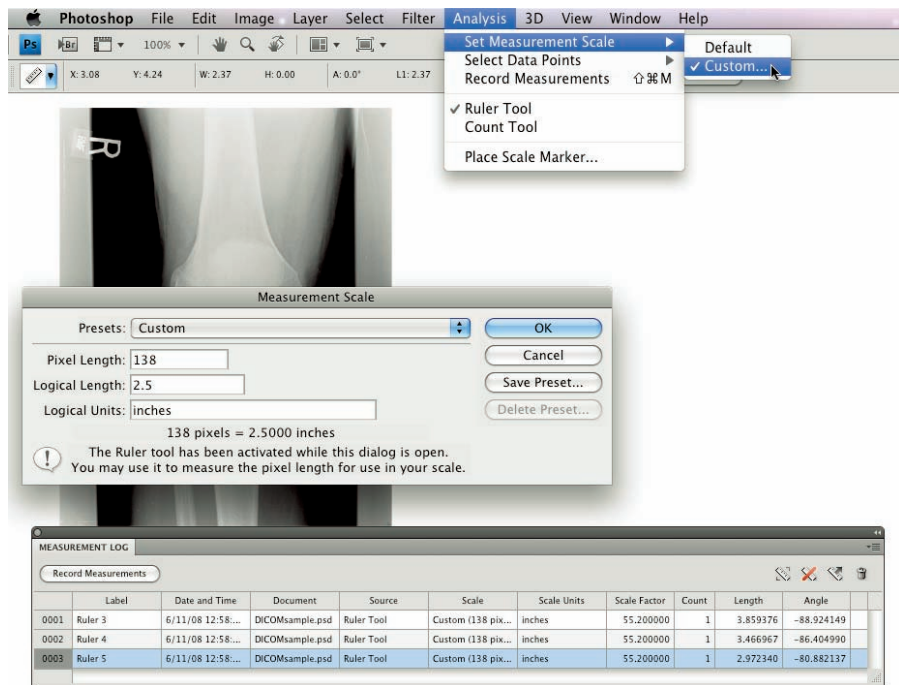 Photoshop File Edit Image Layer Select Filter Analysis 3D View Window Help
Ps Br 100%
X: 3.08 Y: 4.24 W: 2.37 H: 0.00 A: 0.0° L1: 2.37
Set Measurement Scale
Select Data Points
Record Measurements ⇧⌘M
✓ Ruler Tool
Count Tool
Place Scale Marker...
Default
✓ Custom...
R
Measurement Scale
Presets: Custom
Pixel Length: 138
Logical Length: 2.5
Logical Units: inches
138 pixels = 2.5000 inches
The Ruler tool has been activated while this dialog is open.
You may use it to measure the pixel length for use in your scale.
OK
Cancel
Save Preset...
Delete Preset...
MEASUREMENT LOG
Record Measurements
Label Date and Time Document Source Scale Scale Units Scale Factor Count Length Angle
0001 Ruler 3 6/11/08 12:58:... DICOMsample.psd Ruler Tool Custom (138 pix... inches 55.200000 1 3.859376 -88.924149
0002 Ruler 4 6/11/08 12:58:... DICOMsample.psd Ruler Tool Custom (138 pix... inches 55.200000 1 3.466967 -86.404990
0003 Ruler 5 6/11/08 12:58:... DICOMsample.psd Ruler Tool Custom (138 pix... inches 55.200000 1 2.972340 -80.882137